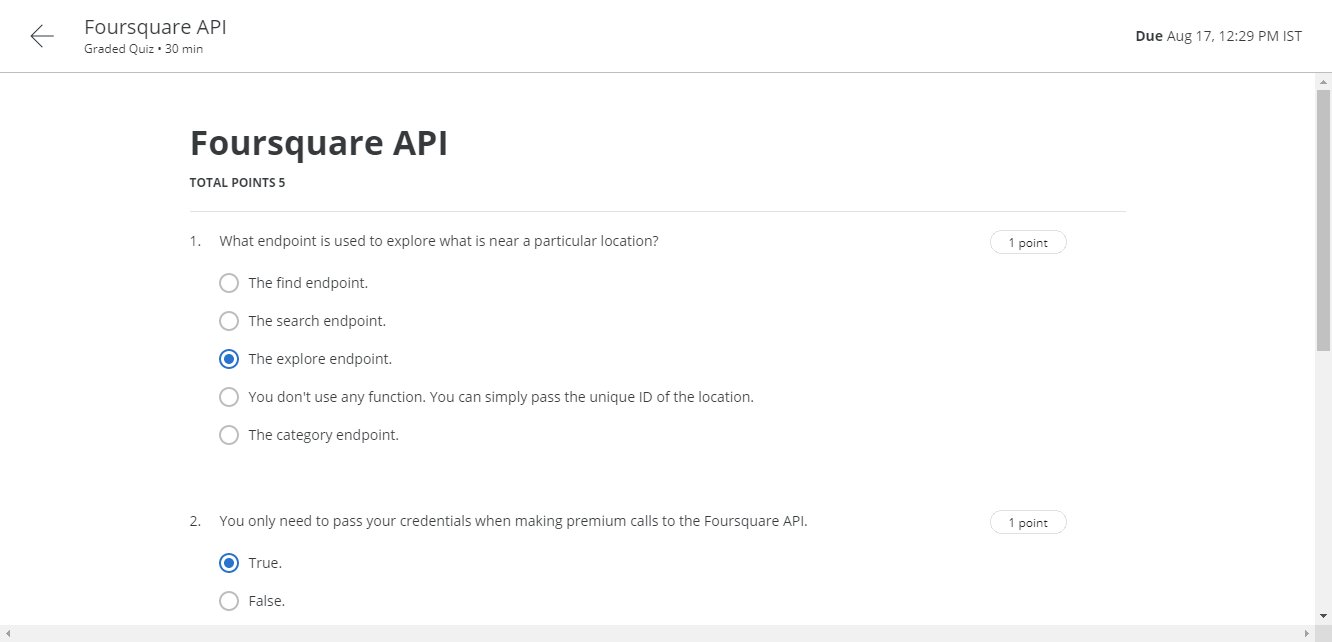 Foursquare API
Graded Quiz • 30 min
Due Aug 17, 12:29 PM IST
Foursquare API
TOTAL POINTS 5
1. What endpoint is used to explore what is near a particular location? 1 point
The find endpoint.
The search endpoint.
The explore endpoint.
You don't use any function. You can simply pass the unique ID of the location.
The category endpoint.
2. You only need to pass your credentials when making premium calls to the Foursquare API. 1 point
True.
False.